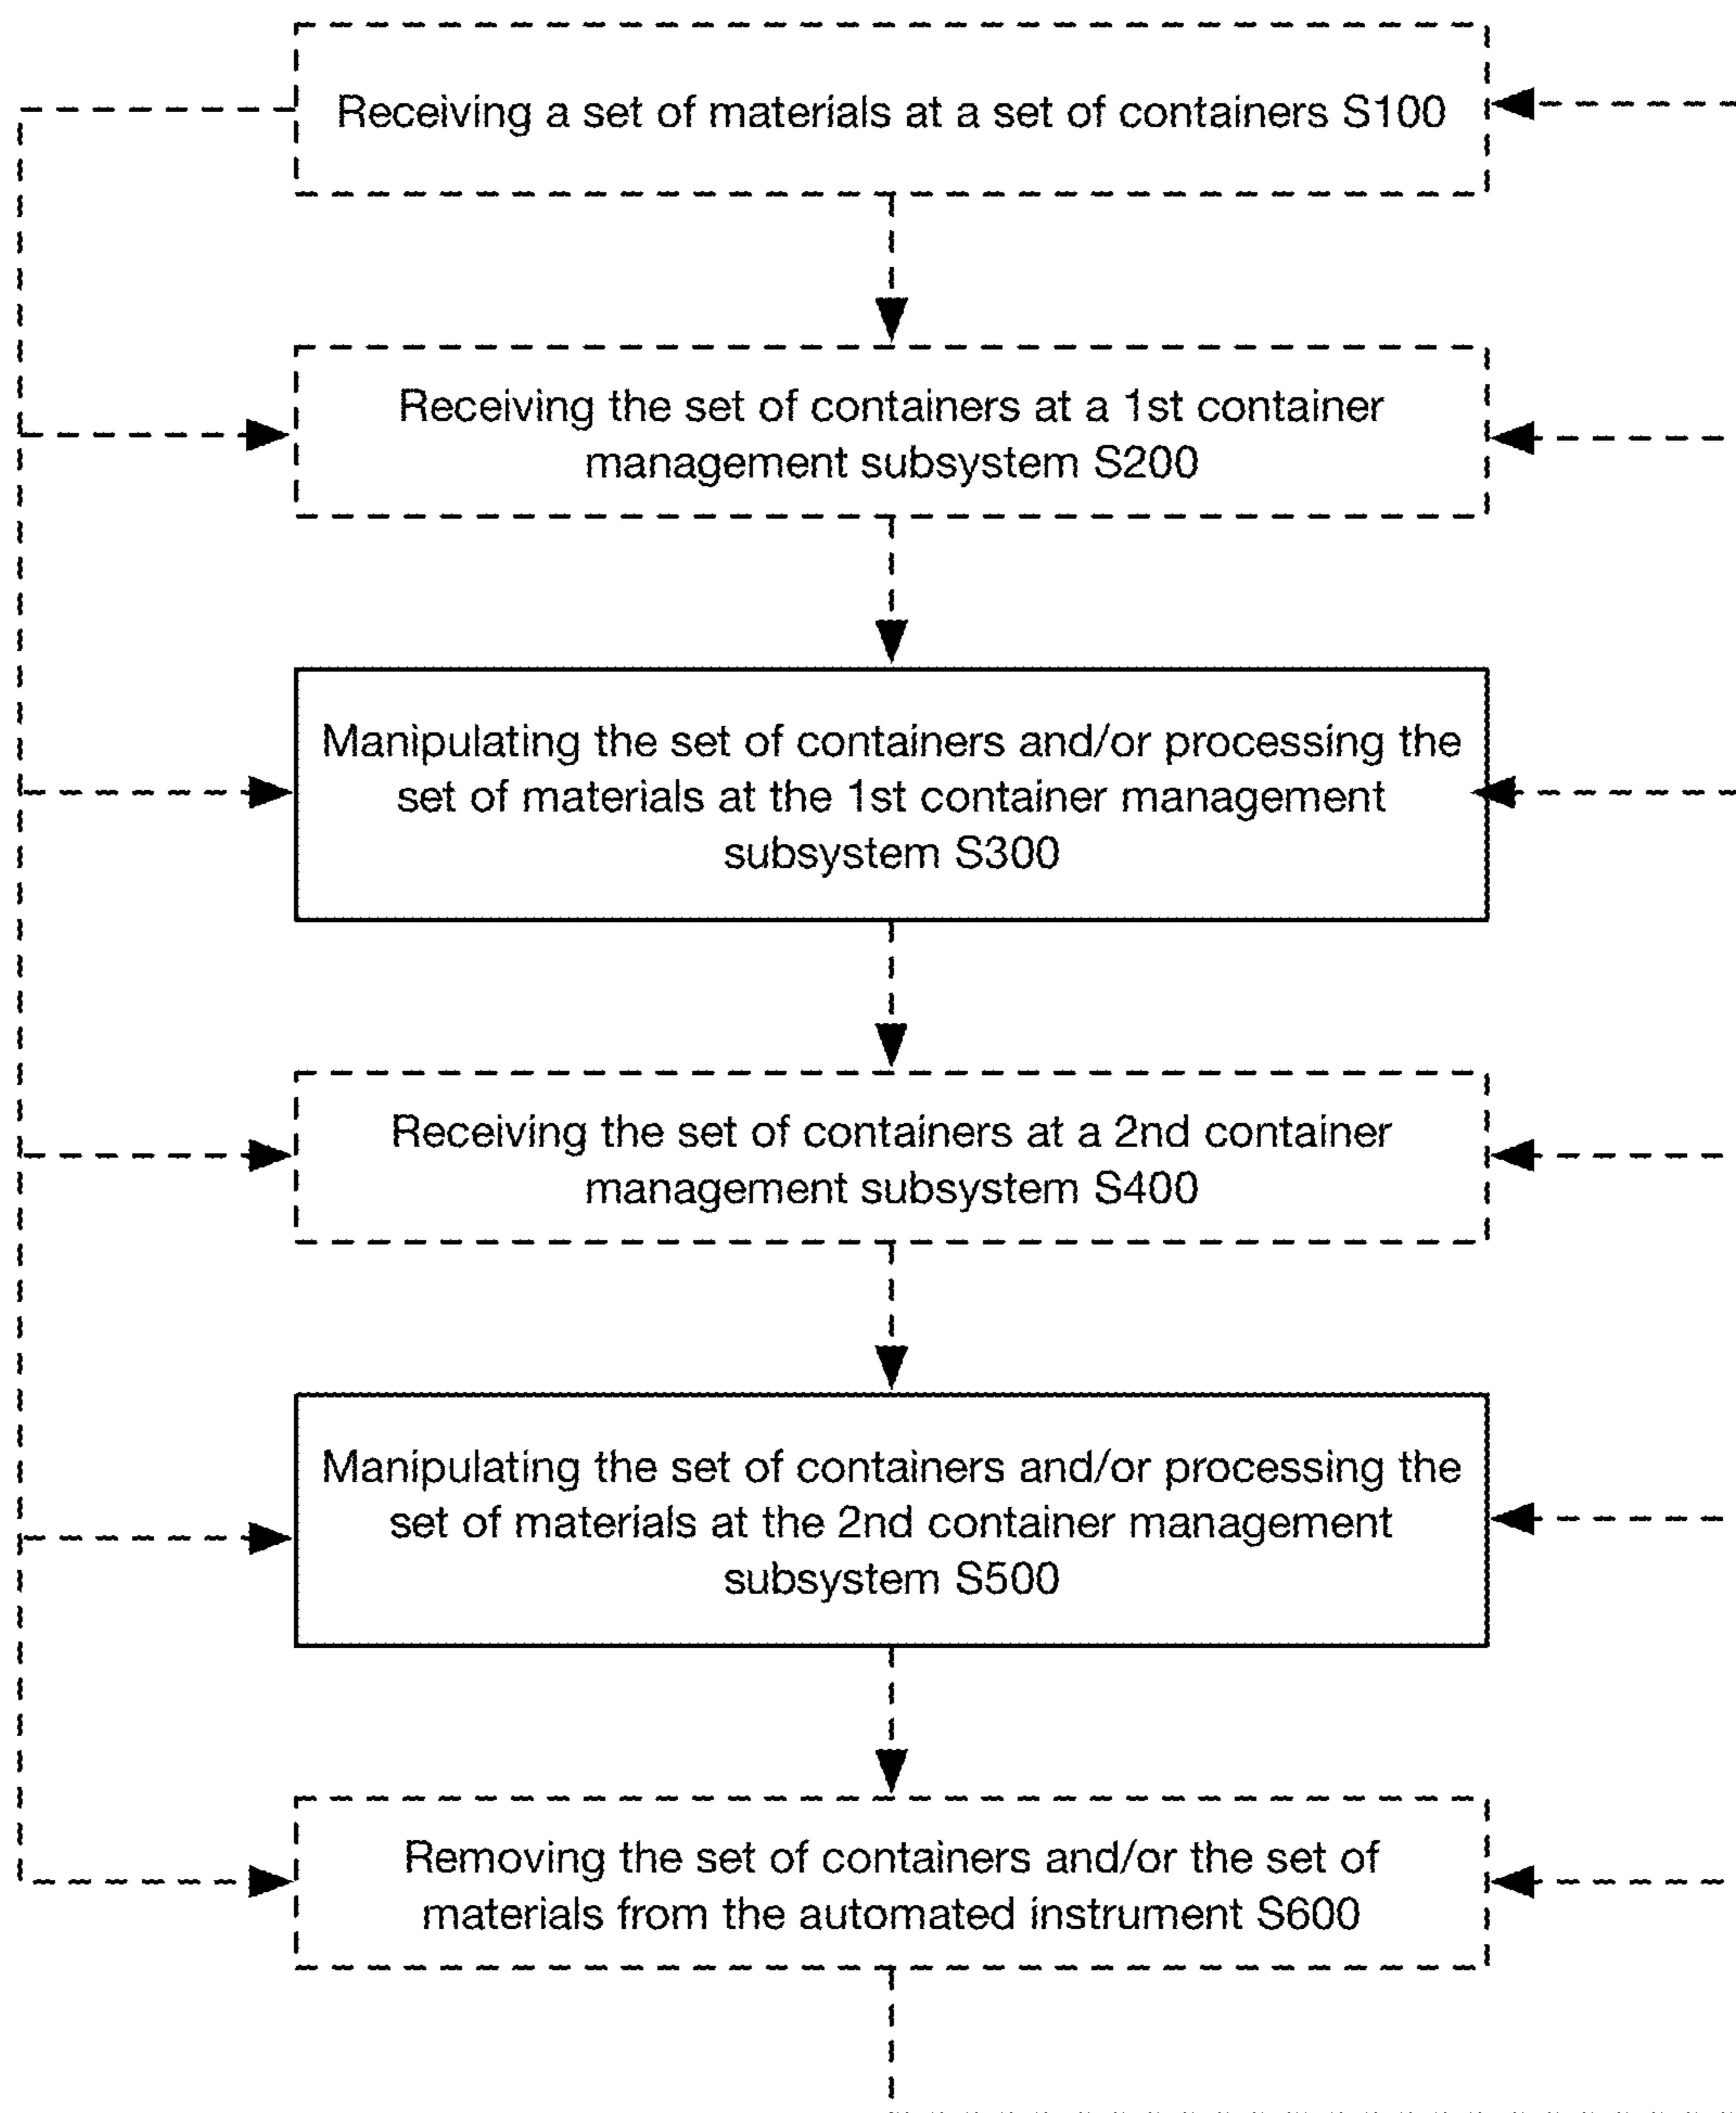 Receiving a set of materials at a set of containers S100
Receiving the set of containers at a 1st container
management subsystem S200
Manipulating the set of containers and/or processing the
set of materials at the 1st container management
subsystem S300
Receiving the set of containers at a 2nd container
management subsystem S400
Manipulating the set of containers and/or processing the
set of materials at the 2nd container management
subsystem S500
Removing the set of containers and/or the set of
materials from the automated instrument S600